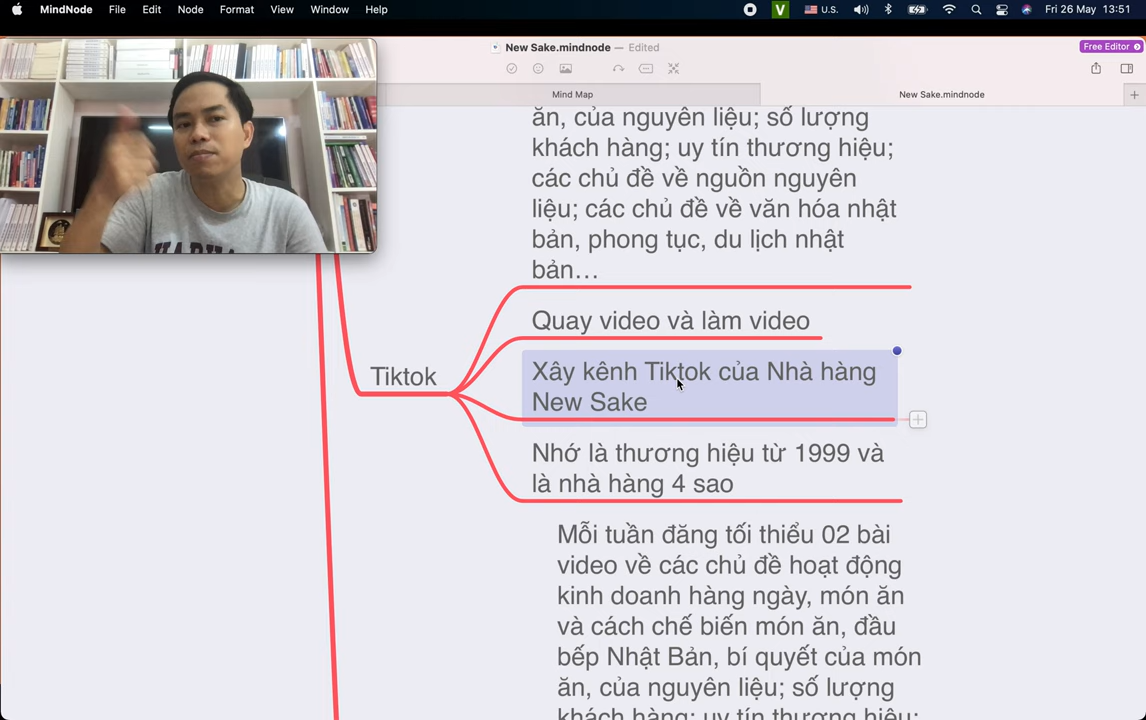 MindNode File Edit Node Format View Window Help
V U.S. Fri 26 May 13:51
New Sake.mindnode — Edited
Free Editor
Mind Map
New Sake.mindnode
ăn, của nguyên liệu; số lượng
khách hàng; uy tín thương hiệu;
các chủ đề về nguồn nguyên
liệu; các chủ đề về văn hóa nhật
bản, phong tục, du lịch nhật
bản...
Quay video và làm video
Tiktok
Xây kênh Tiktok của Nhà hàng
New Sake
Nhớ là thương hiệu từ 1999 và
là nhà hàng 4 sao
Mỗi tuần đăng tối thiểu 02 bài
video về các chủ đề hoạt động
kinh doanh hàng ngày, món ăn
và cách chế biến món ăn, đầu
bếp Nhật Bản, bí quyết của món
ăn, của nguyên liệu; số lượng
khách hàng; uy tín thương hiệu;